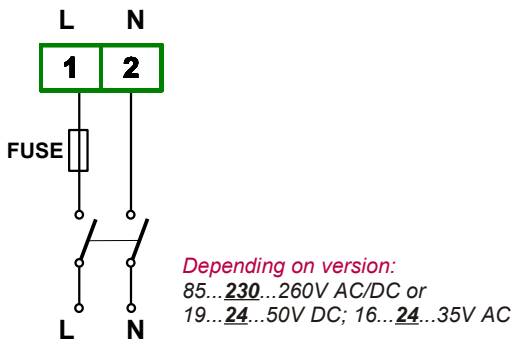 L N
1 2
FUSE
Depending on version:
85...230...260V AC/DC or
19...24...50V DC; 16...24...35V AC
L N